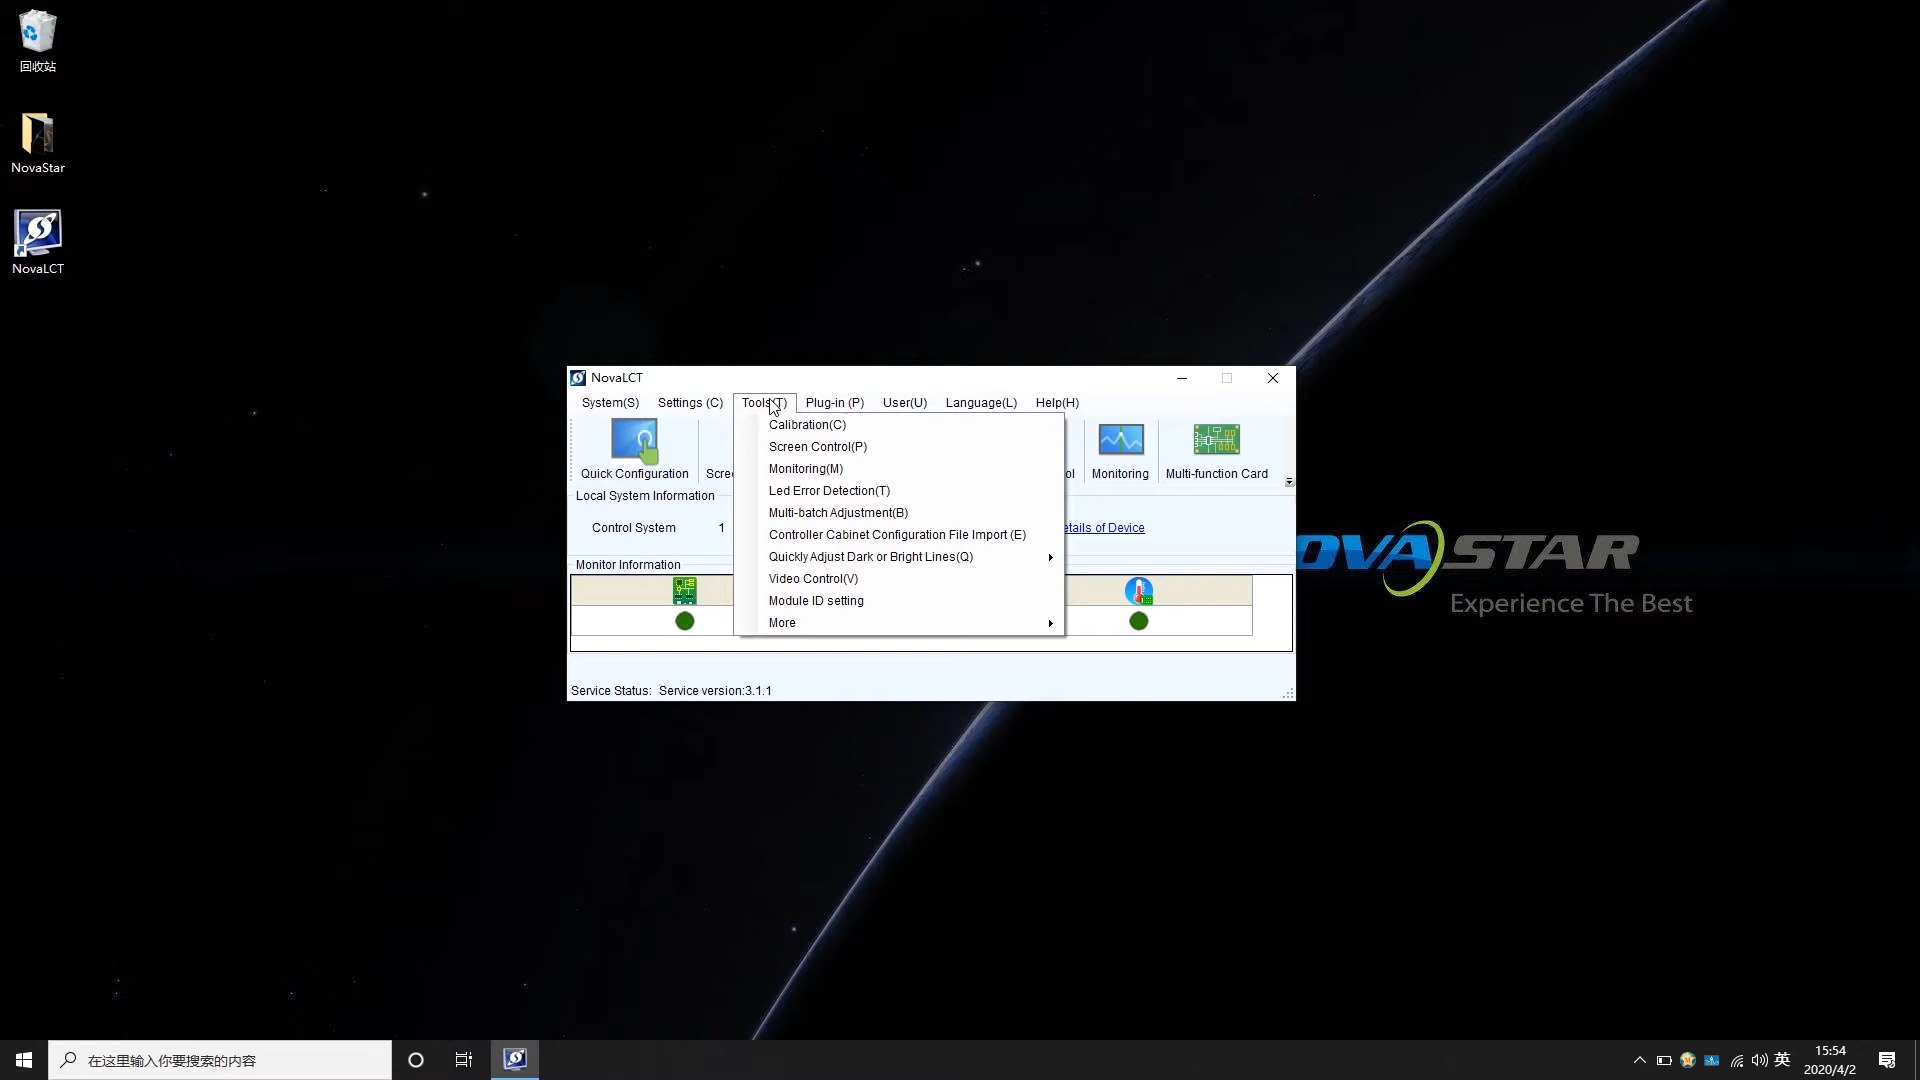 回收站
NovaStar
NovaLCT
NovaLCT
System(S) Settings (C) Tools(T) Plug-in (P) User(U) Language(L) Help(H)
Calibration(C)
Screen Control(P)
Monitoring(M)
Led Error Detection(T)
Multi-batch Adjustment(B)
Controller Cabinet Configuration File Import (E)
Quickly Adjust Dark or Bright Lines(Q)
Video Control(V)
Module ID setting
More
Quick Configuration Monitoring Multi-function Card
Local System Information
Control System 1 of Device
Monitor Information
Service Status: Service version:3.1.1
OVASTAR
Experience The Best
在这里输入你要搜索的内容
英
15:54
2020/4/2